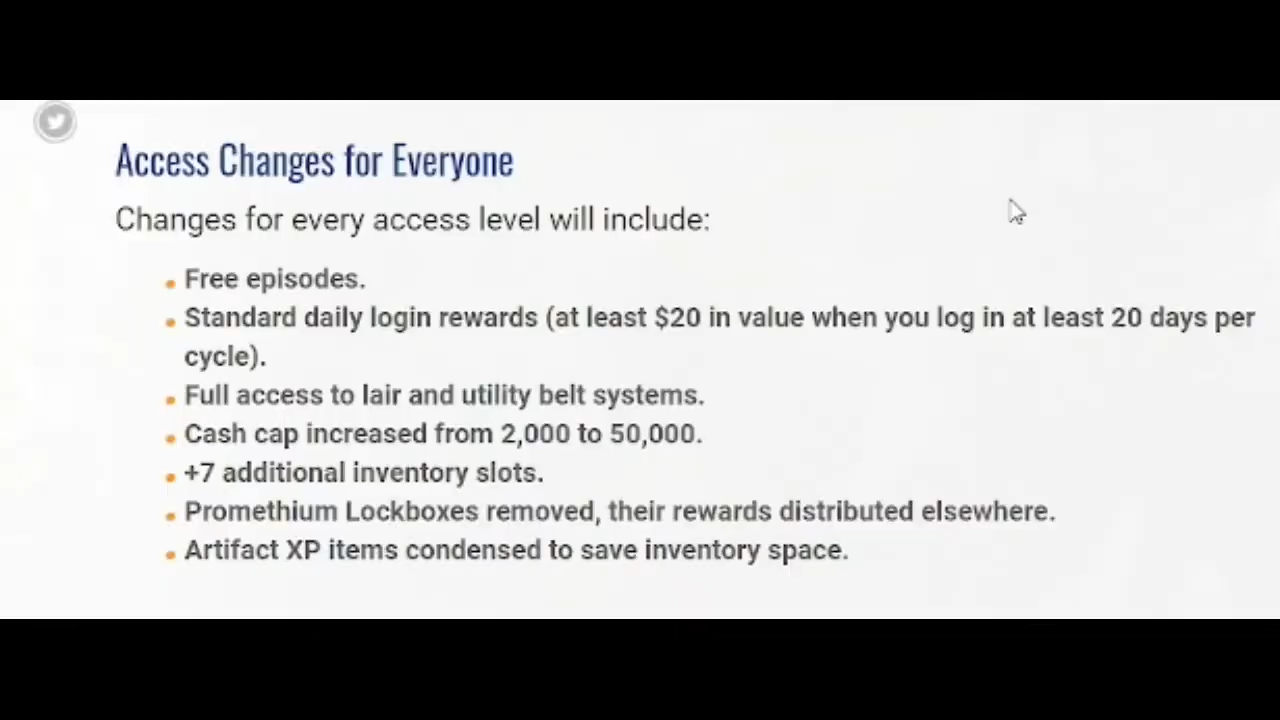 Access Changes for Everyone
Changes for every access level will include:
Free episodes.
Standard daily login rewards (at least $20 in value when you log in at least 20 days per
cycle).
Full access to lair and utility belt systems.
Cash cap increased from 2,000 to 50,000.
+7 additional inventory slots.
Promethium Lockboxes removed, their rewards distributed elsewhere.
Artifact XP items condensed to save inventory space.